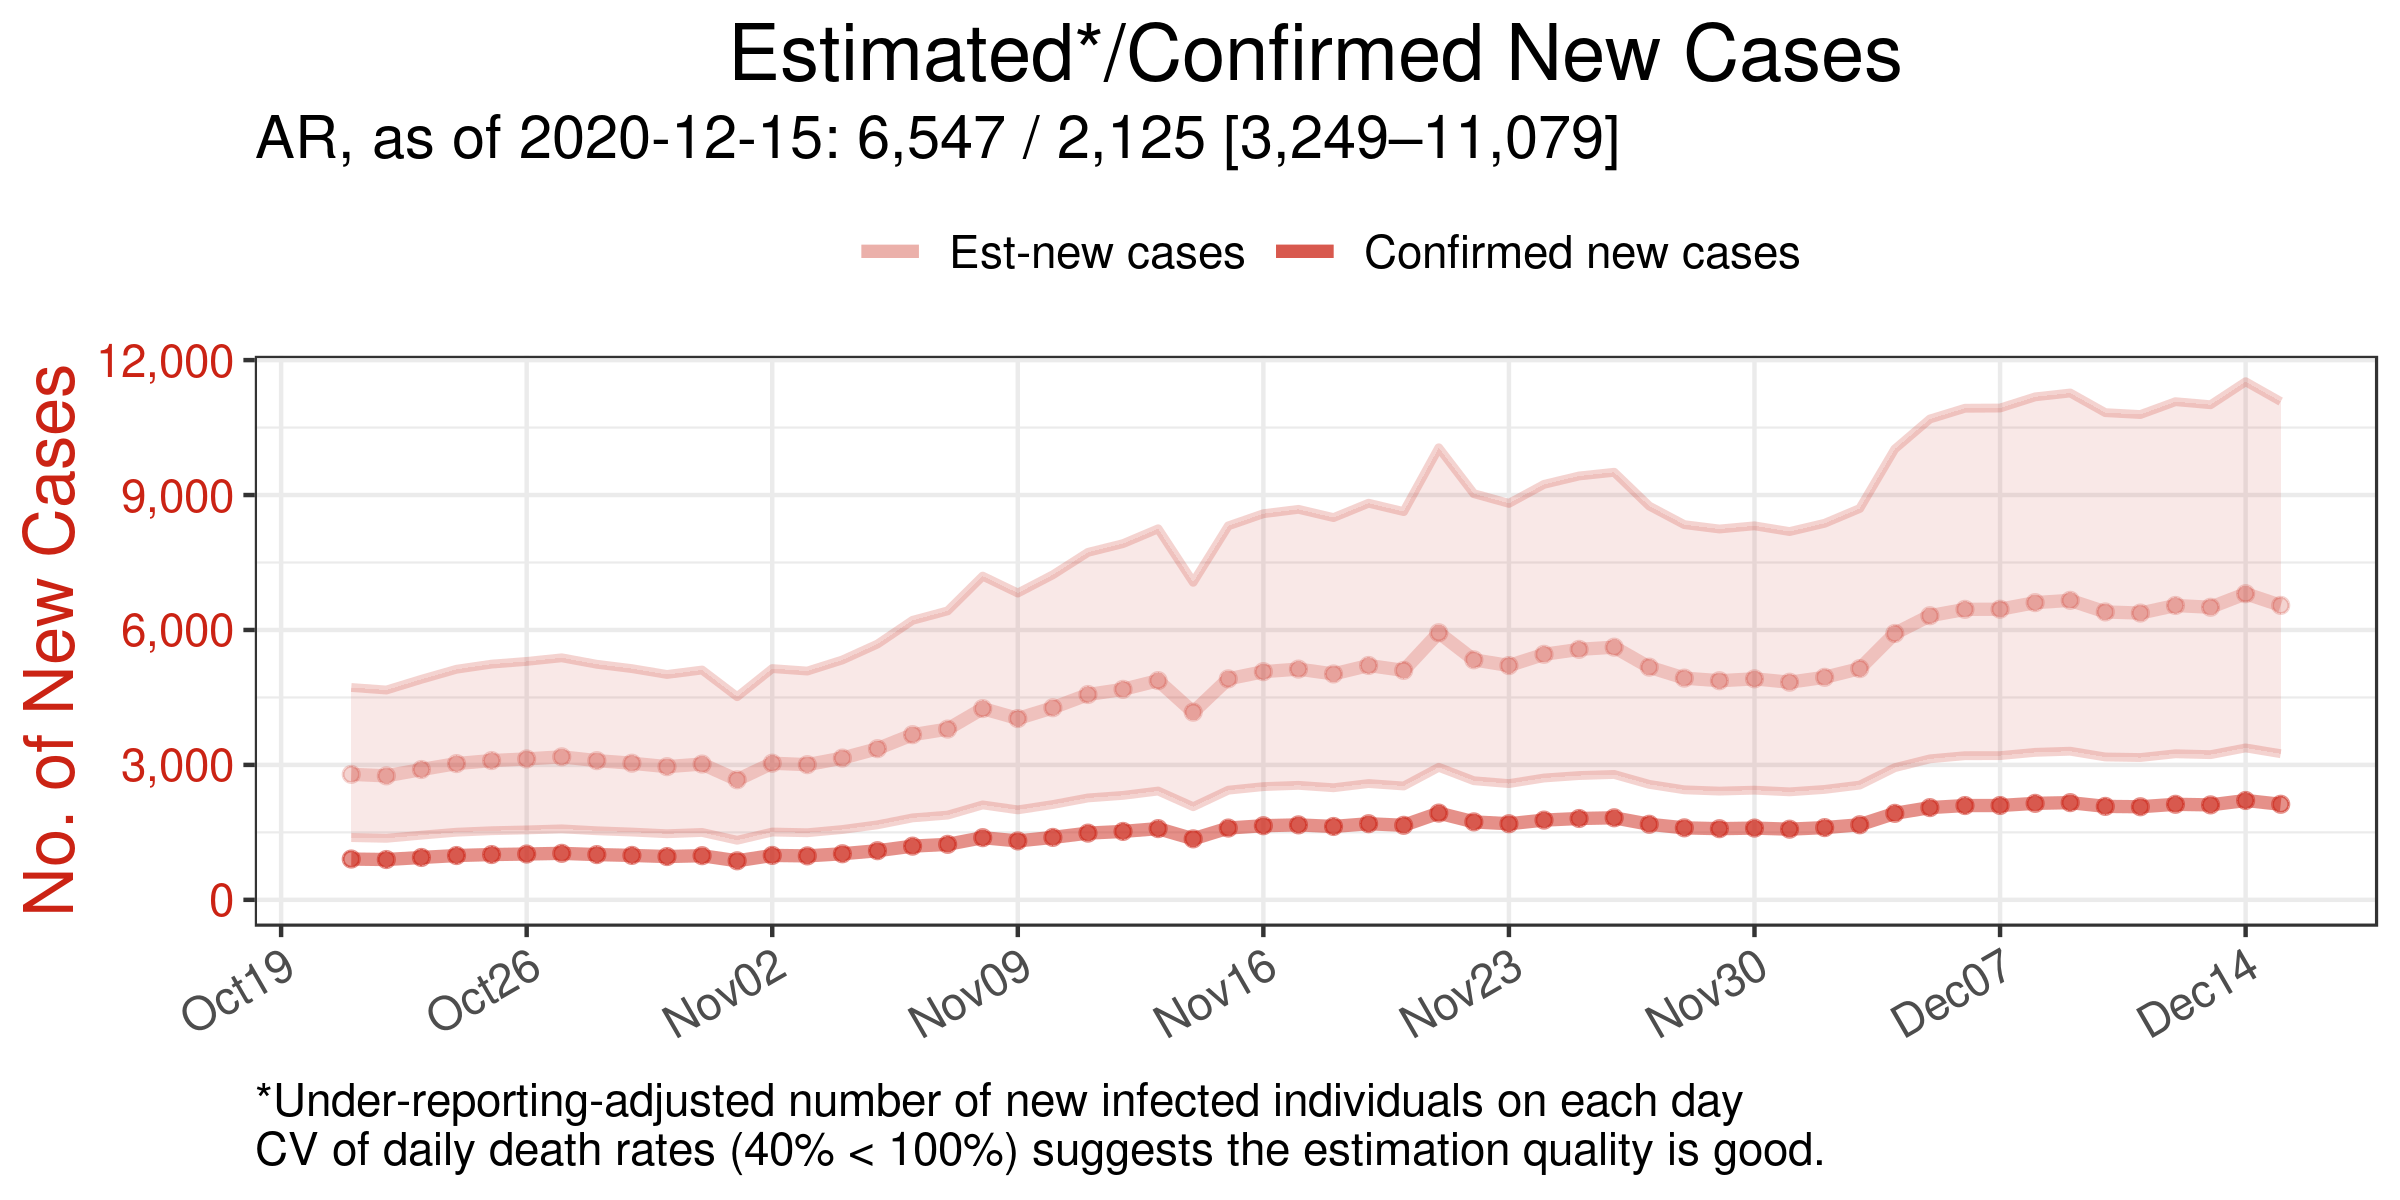 Estimated*/Confirmed New Cases
AR, as of 2020-12-15: 6,547 / 2,125 [3,249–11,079]
Est-new cases Confirmed new cases
No. of New Cases
12,000
9,000
6,000
3,000
0
Oct19 Oct26 Nov02 Nov09 Nov16 Nov23 Nov30 Dec07 Dec14
*Under-reporting-adjusted number of new infected individuals on each day
CV of daily death rates (40% < 100%) suggests the estimation quality is good.